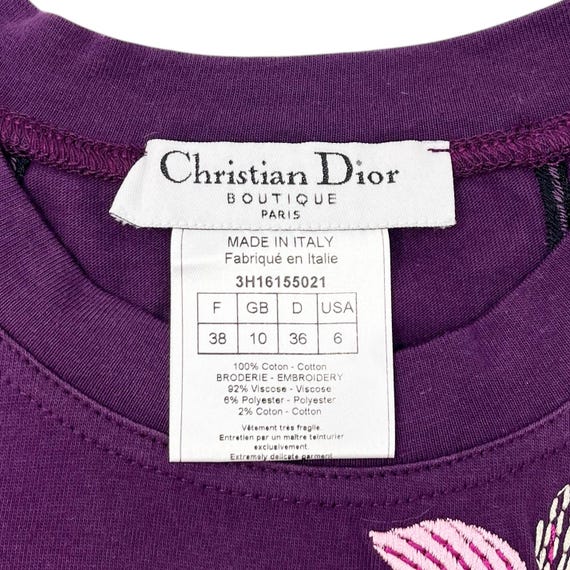 Christian Dior
BOUTIQUE
PARIS
MADE IN ITALY
Fabriqué en Italie
3H16155021
F GB D USA
38 10 36 6
100% Coton - Cotton
BRODERIE - EMBROIDERY
92% Viscose - Viscose
6% Polyester - Polyester
2% Coton - Cotton
Vêtement très fragile.
Entretien par un maître teinturier
exclusivement
Extremely delicate garment